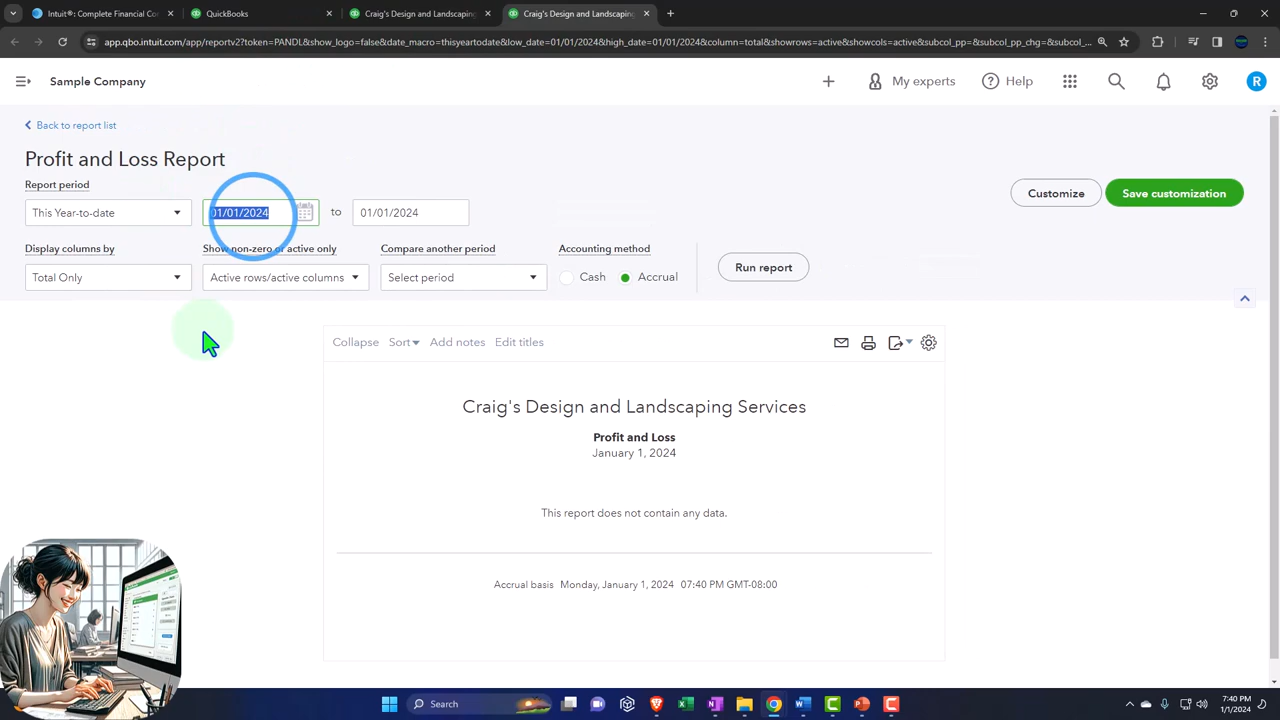 Intuit®: Complete Financial Co
QuickBooks
Craig's Design and Landscaping
Craig's Design and Landscaping
app.qbo.intuit.com/app/reportv2?token=PANDL&show_logo=false&date_macro=thisyeartodate&low_date=01/01/2024&high_date=01/01/2024&column=total&showrows=active&showcols=active&subcol_pp=&subcol_pp_chg=&subcol_...
Sample Company
My experts
Help
R
Back to report list
Profit and Loss Report
Report period
Customize
Save customization
This Year-to-date
01/01/2024
to
01/01/2024
Display columns by
Show non-zero or active only
Compare another period
Accounting method
Total Only
Active rows/active columns
Select period
Cash
Accrual
Run report
Collapse
Sort
Add notes
Edit titles
Craig's Design and Landscaping Services
Profit and Loss
January 1, 2024
This report does not contain any data.
Accrual basis Monday, January 1, 2024 07:40 PM GMT-08:00
Search
7:40 PM
1/1/2024